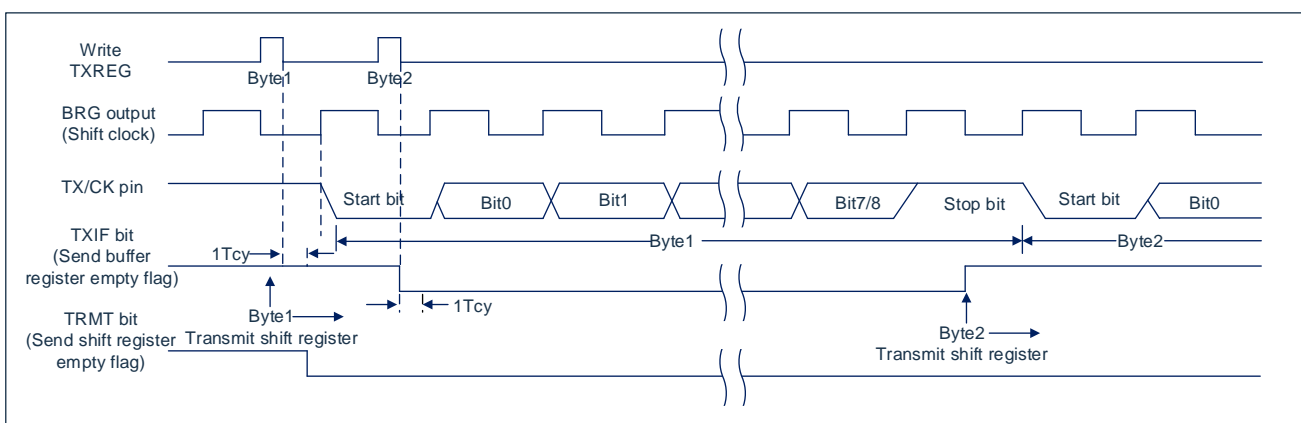 Write
TXREG
Byte1
Byte2
BRG output
(Shift clock)
TX/CK pin
Start bit
Bit0
Bit1
Bit7/8
Stop bit
Start bit
Bit0
TXIF bit
(Send buffer
register empty flag)
1Tcy
Byte1
Byte2
1Tcy
Byte1
Transmit shift register
Byte2
Transmit shift register
TRMT bit
(Send shift register
empty flag)